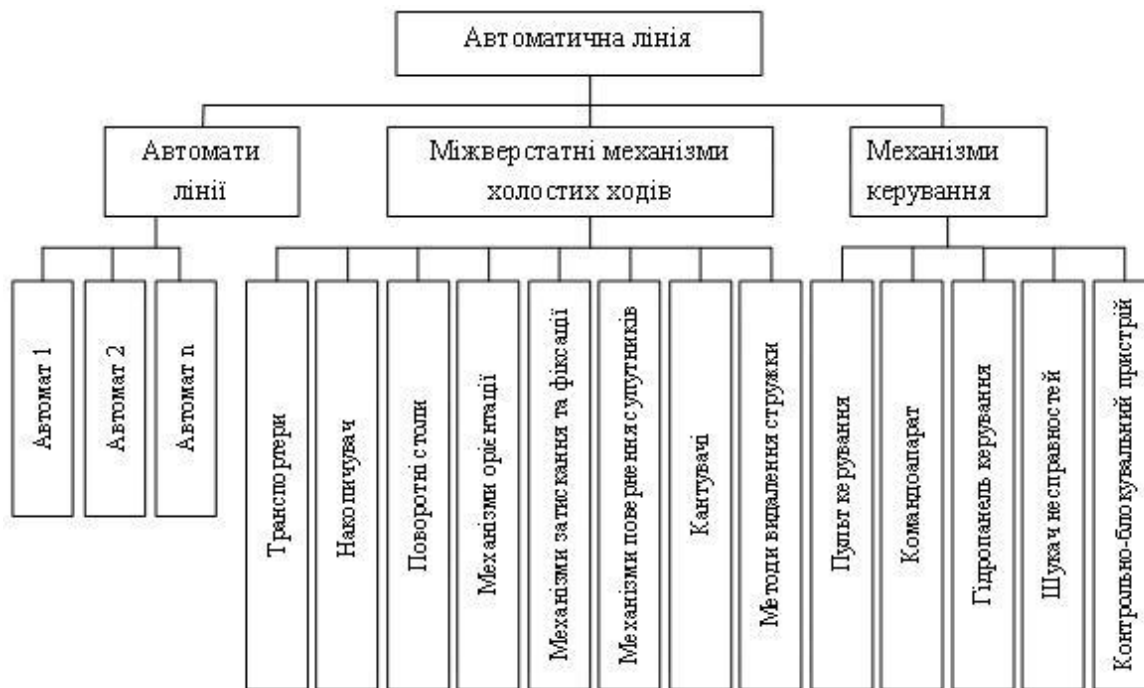 Автоматична лінія
Автомати
лінії
Міжверстатні механізми
холостих ходів
Механізми
керування
Автомат 1
Автомат 2
Автомат n
Транспортери
Накопичувач
Поворотні столи
Механізми орієнтації
Механізми затискання та фіксації
Механізми повернення супутників
Кантувачі
Методи видалення стружки
Пульт керування
Командоапарат
Гідропанель керування
Шукач несправностей
Контрольно-блокувальний пристрій